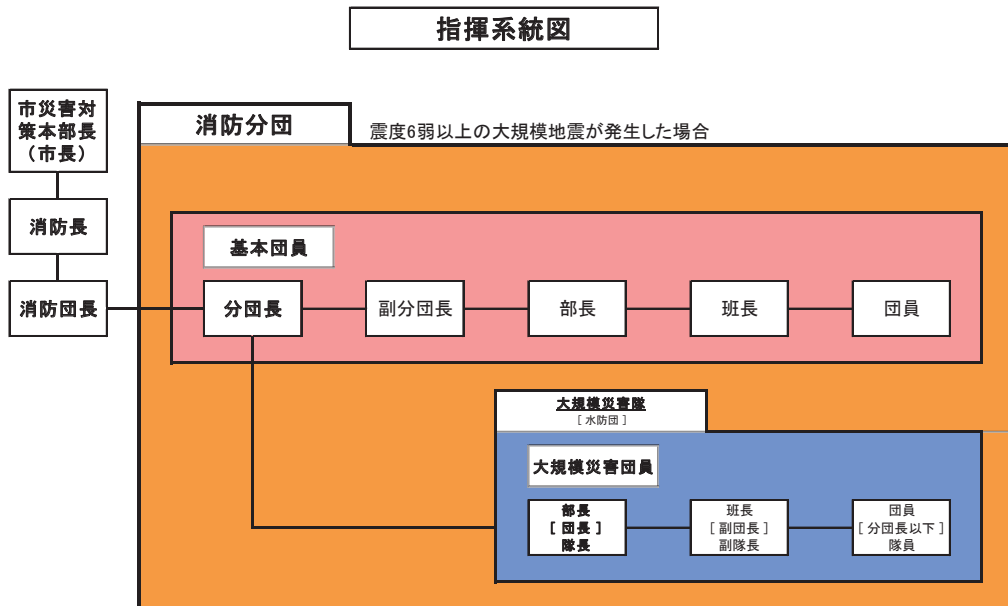 指揮系統図
市災害対
策本部長
（市長）
消防長
消防団長
消防分団
震度6弱以上の大規模地震が発生した場合
基本団員
分団長
副分団長
部長
班長
団員
大規模災害隊
［水防団］
大規模災害団員
部長
［団長］
隊長
班長
［副団長］
副隊長
団員
［分団長以下］
隊員